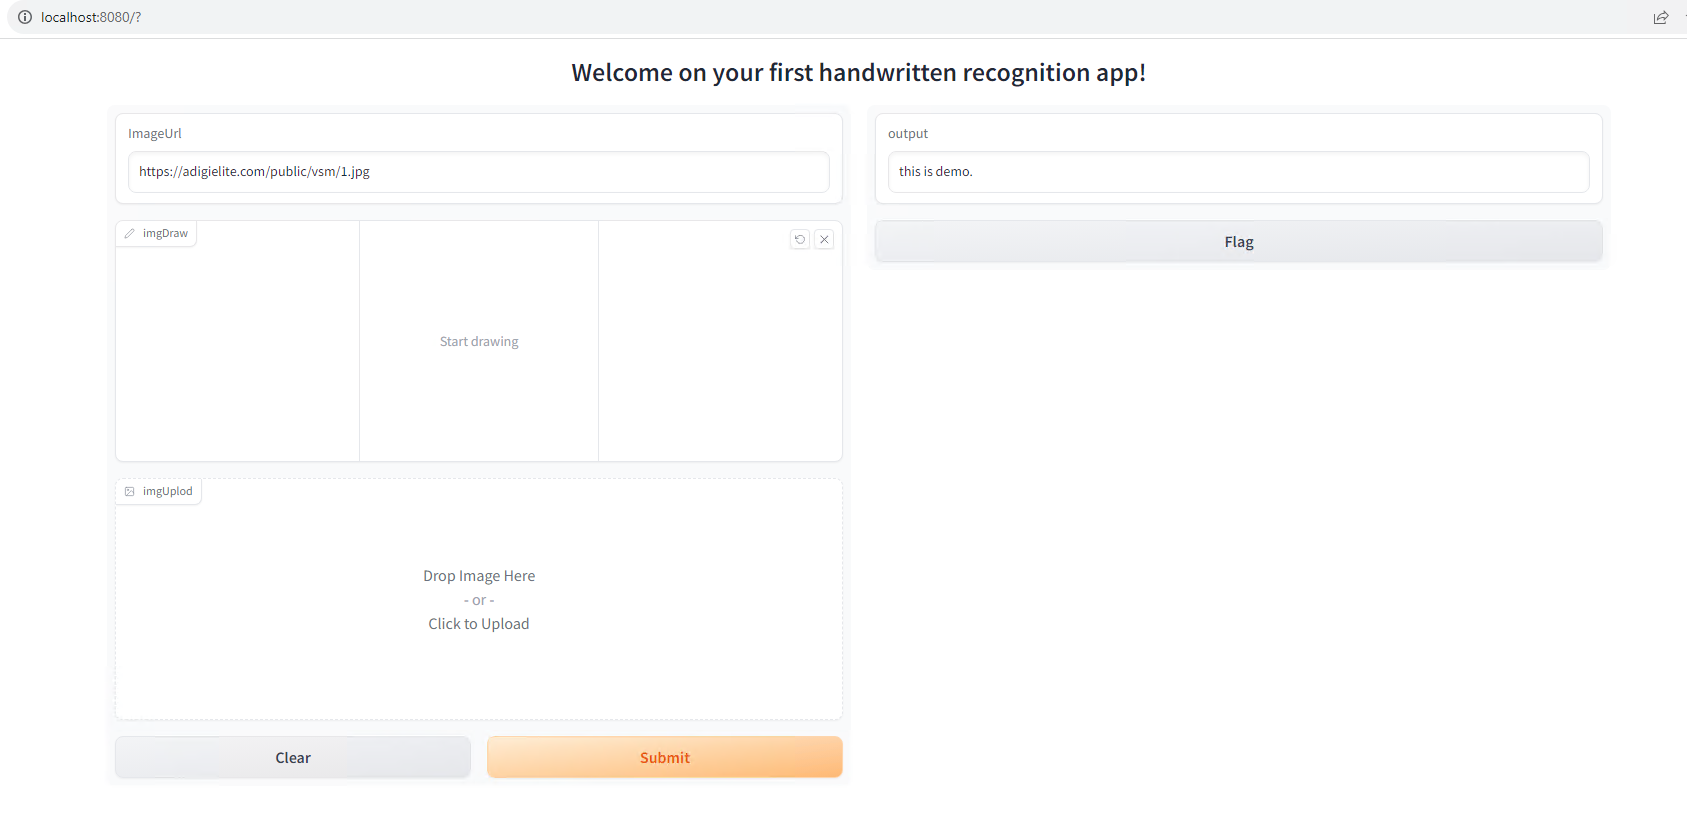 localhost:8080/?
Welcome on your first handwritten recognition app!
ImageUrl
https://adigielite.com/public/vsm/1.jpg
imgDraw
Start drawing
imgUplod
Drop Image Here
- or -
Click to Upload
Clear
Submit
output
this is demo.
Flag